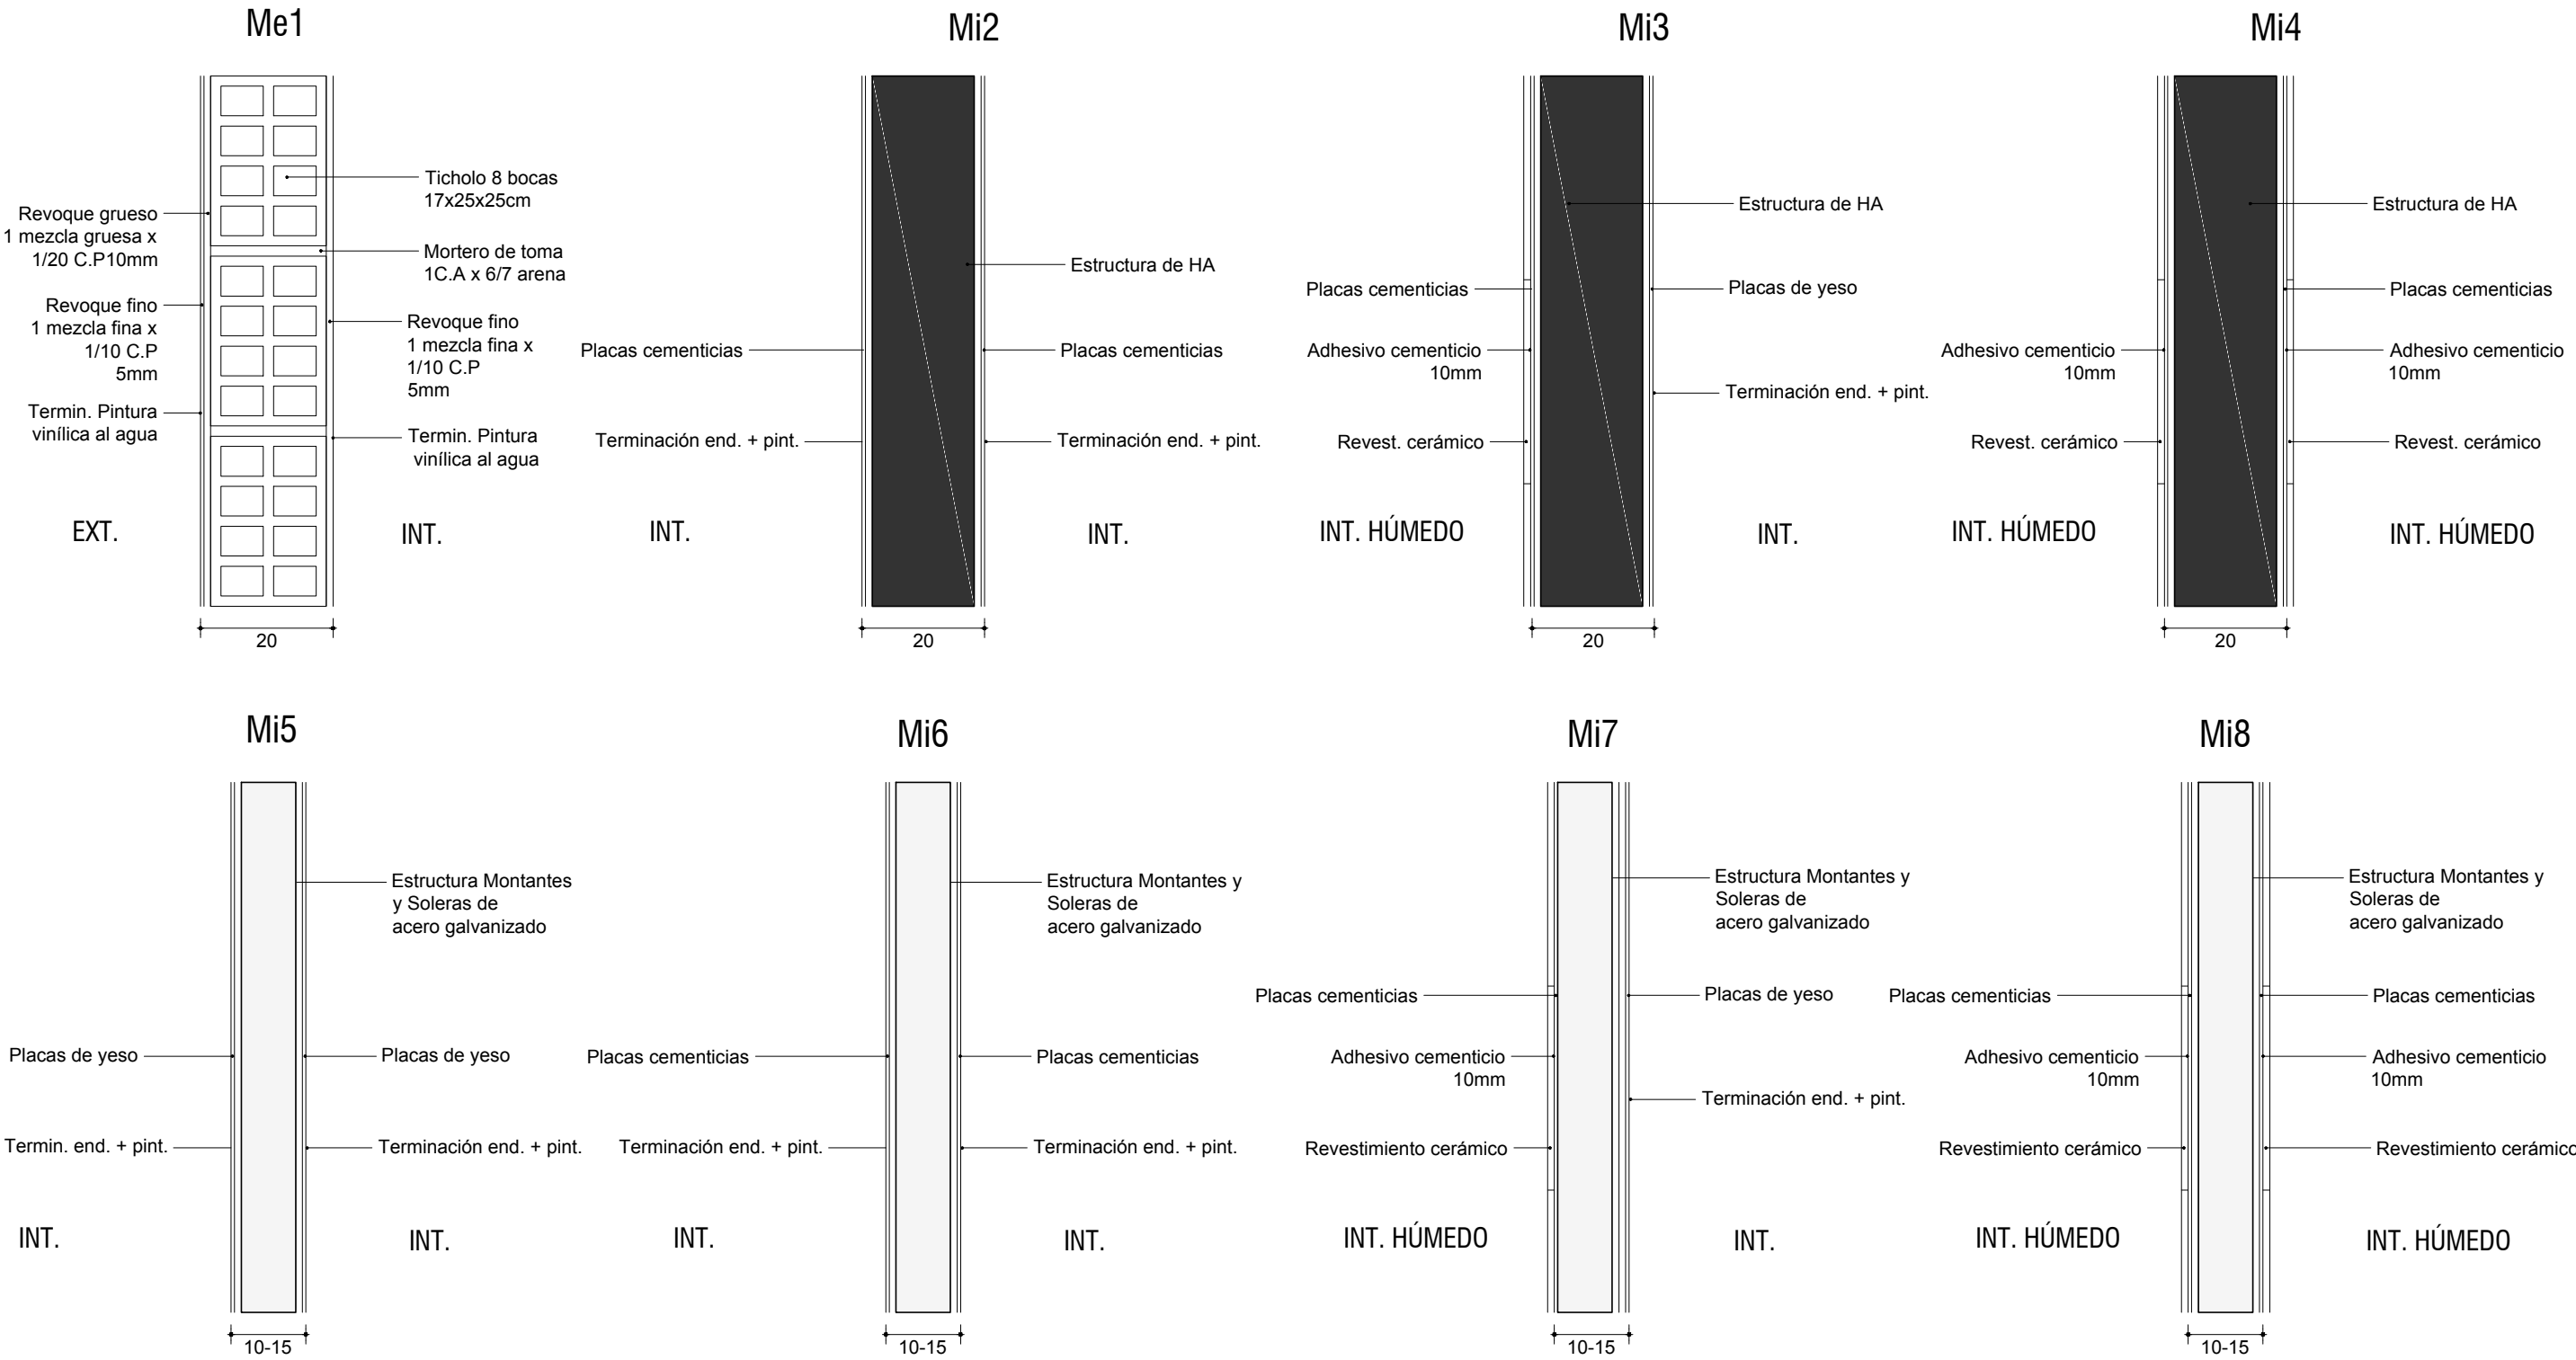 Me1
Revoque grueso
1 mezcla gruesa x
1/20 C.P10mm
Revoque fino
1 mezcla fina x
1/10 C.P
5mm
Termin. Pintura
vinílica al agua
EXT.
Ticholo 8 bocas
17x25x25cm
Mortero de toma
1C.A x 6/7 arena
Revoque fino
1 mezcla fina x
1/10 C.P
5mm
Termin. Pintura
vinílica al agua
INT.
20
Mi2
Placas cementicias
Terminación end. + pint.
INT.
Estructura de HA
Placas cementicias
Terminación end. + pint.
INT.
20
Mi3
Placas cementicias
Adhesivo cementicio
10mm
Revest. cerámico
INT. HÚMEDO
Estructura de HA
Placas de yeso
Terminación end. + pint.
INT.
20
Mi4
Adhesivo cementicio
10mm
Revest. cerámico
INT. HÚMEDO
Estructura de HA
Placas cementicias
Adhesivo cementicio
10mm
Revest. cerámico
INT. HÚMEDO
20
Mi5
Placas de yeso
Termin. end. + pint.
INT.
Estructura Montantes
y Soleras de
acero galvanizado
Placas de yeso
Terminación end. + pint.
INT.
10-15
Mi6
Placas cementicias
Terminación end. + pint.
INT.
Estructura Montantes y
Soleras de
acero galvanizado
Placas cementicias
Terminación end. + pint.
INT.
10-15
Mi7
Placas cementicias
Adhesivo cementicio
10mm
Revestimiento cerámico
INT. HÚMEDO
Estructura Montantes y
Soleras de
acero galvanizado
Placas de yeso
Terminación end. + pint.
INT.
10-15
Mi8
Placas cementicias
Adhesivo cementicio
10mm
Revestimiento cerámico
INT. HÚMEDO
Estructura Montantes y
Soleras de
acero galvanizado
Placas cementicias
Adhesivo cementicio
10mm
Revestimiento cerámico
INT. HÚMEDO
10-15